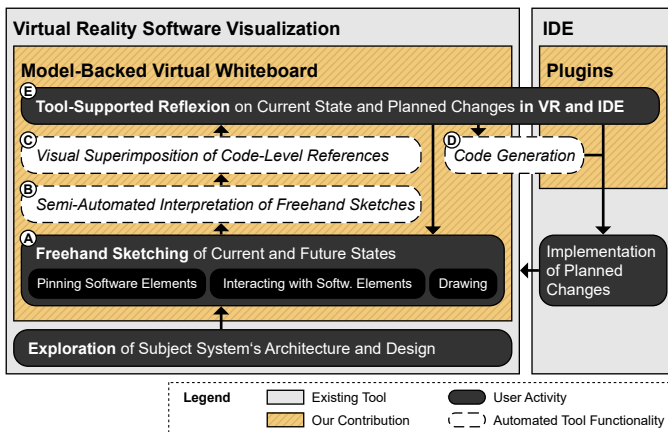 Virtual Reality Software Visualization
IDE
Model-Backed Virtual Whiteboard
Plugins
E
Tool-Supported Reflexion on Current State and Planned Changes in VR and IDE
C
Visual Superimposition of Code-Level References
D
Code Generation
B
Semi-Automated Interpretation of Freehand Sketches
A
Freehand Sketching of Current and Future States
Pinning Software Elements
Interacting with Softw. Elements
Drawing
Implementation
of Planned
Changes
Exploration of Subject System's Architecture and Design
Legend
Existing Tool
User Activity
Our Contribution
Automated Tool Functionality